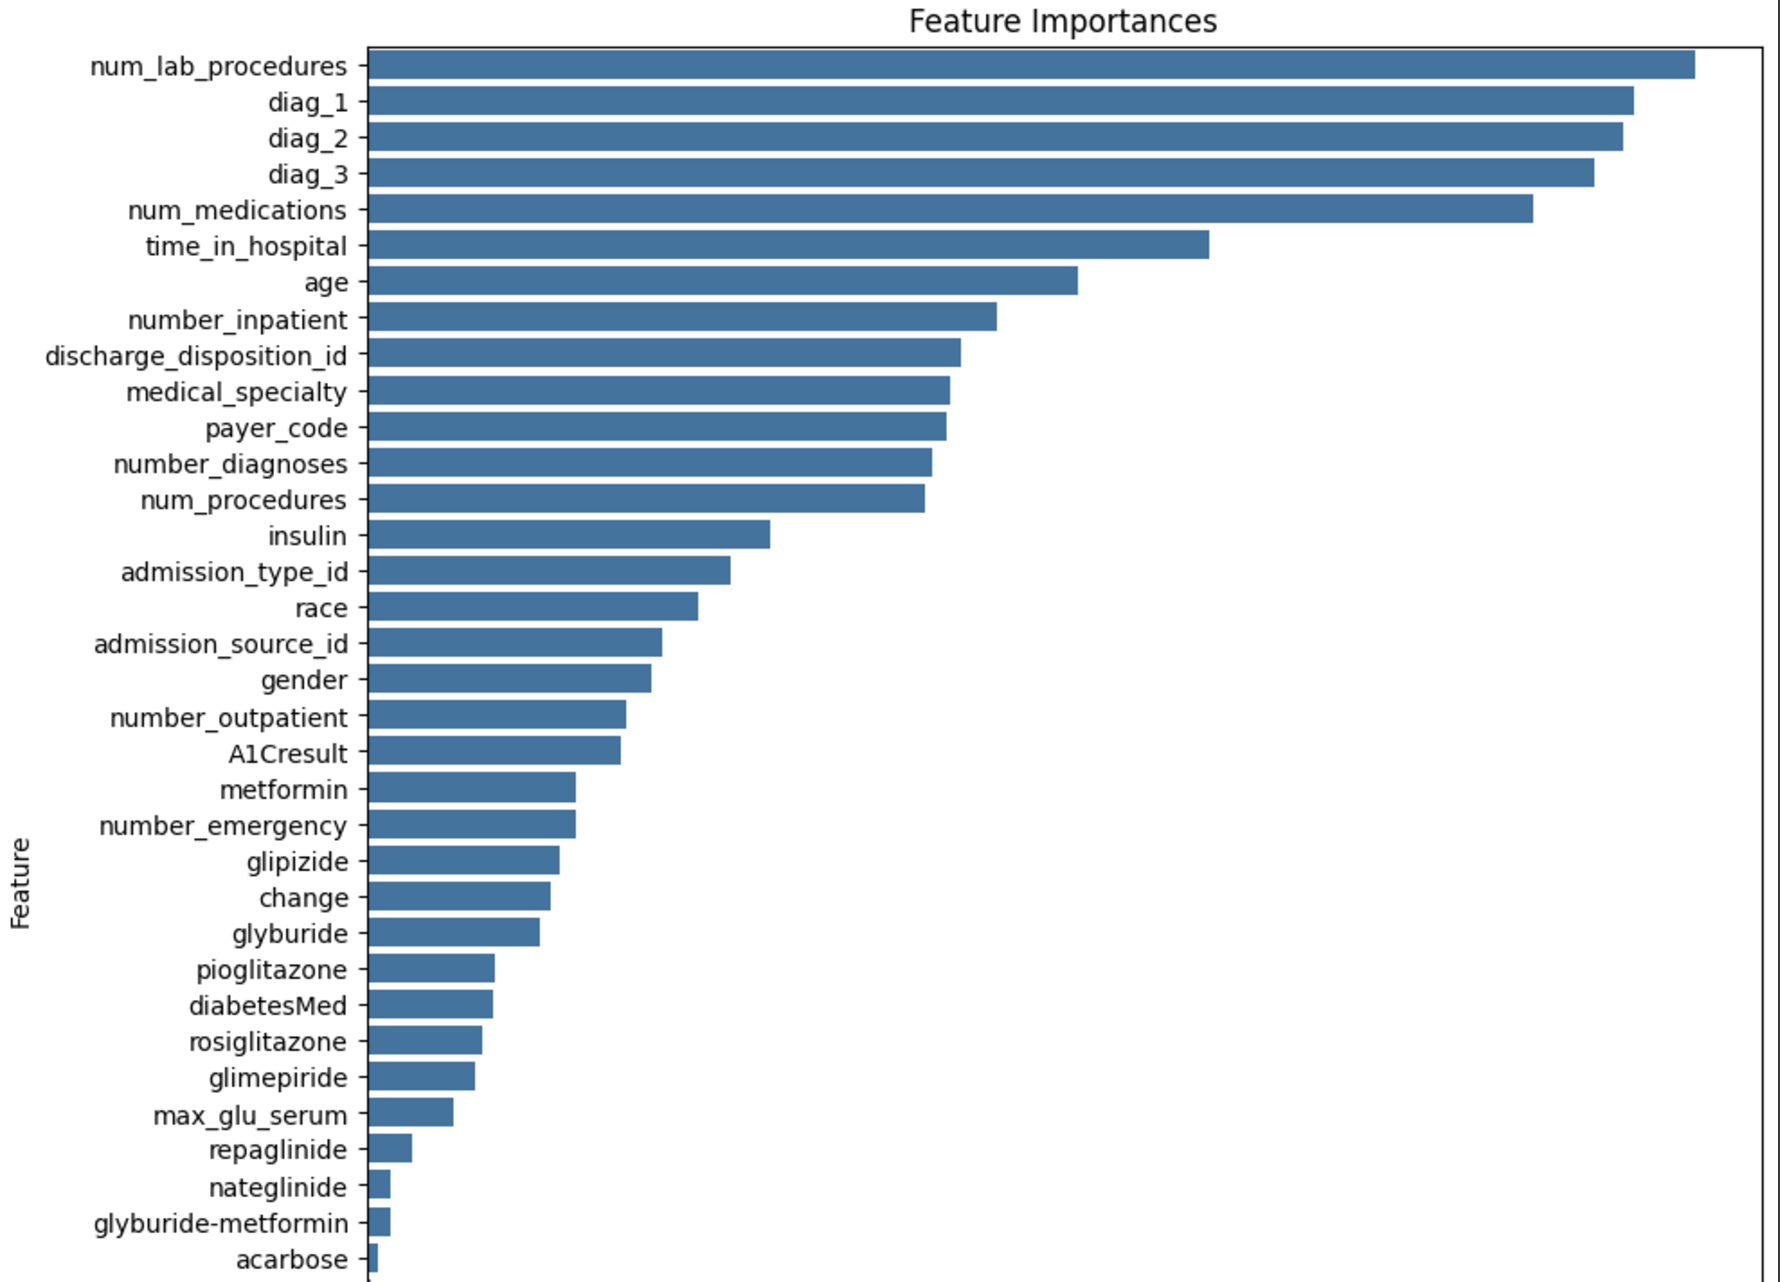 Feature Importances
num_lab_procedures
diag_1
diag_2
diag_3
num_medications
time_in_hospital
age
number_inpatient
discharge_disposition_id
medical_specialty
payer_code
number_diagnoses
num_procedures
insulin
admission_type_id
race
admission_source_id
gender
number_outpatient
A1Cresult
metformin
number_emergency
glipizide
change
glyburide
pioglitazone
diabetesMed
rosiglitazone
glimepiride
max_glu_serum
repaglinide
nateglinide
glyburide-metformin
acarbose
Feature